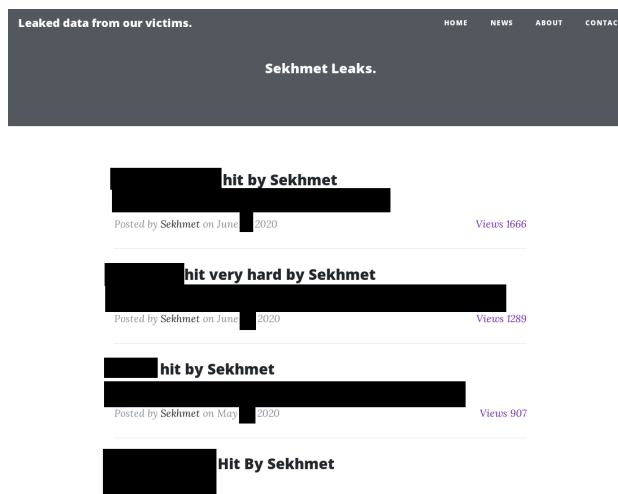 Leaked data from our victims.
HOME NEWS ABOUT CONTAC
Sekhmet Leaks.
hit by Sekhmet
Posted by Sekhmet on June 2020 Views 1666
hit very hard by Sekhmet
Posted by Sekhmet on June 2020 Views 1289
hit by Sekhmet
Posted by Sekhmet on May 2020 Views 907
Hit By Sekhmet